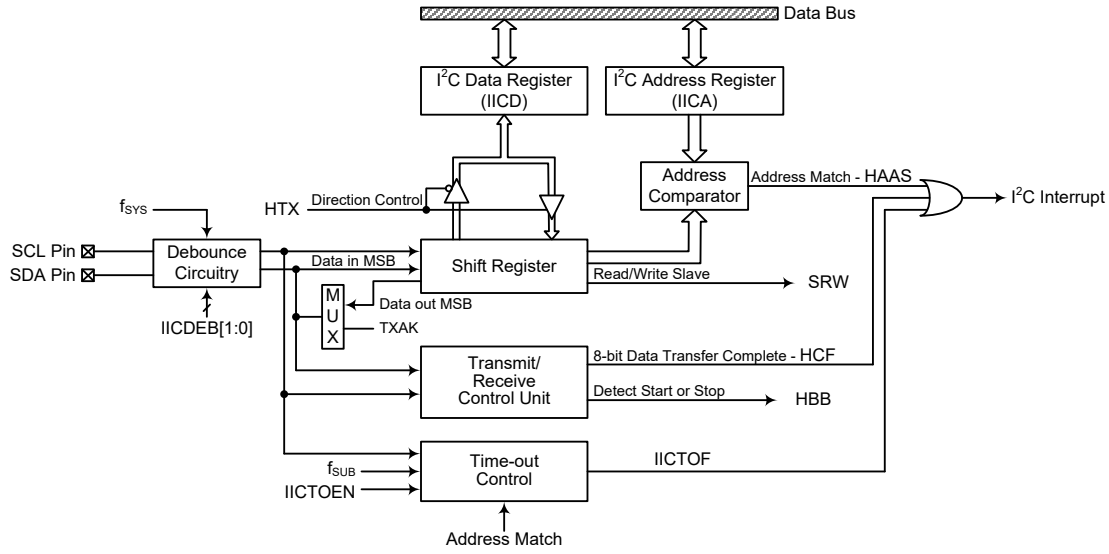 Data Bus
I²C Data Register
(IICD)
I²C Address Register
(IICA)
Address
Comparator
Address Match - HAAS
I²C Interrupt
HTX
Direction Control
fSYS
SCL Pin
SDA Pin
Debounce
Circuitry
IICDEB[1:0]
Data in MSB
Shift Register
Read/Write Slave
SRW
M
U
X
Data out MSB
TXAK
Transmit/
Receive
Control Unit
8-bit Data Transfer Complete - HCF
Detect Start or Stop
HBB
fSUB
IICTOEN
Time-out
Control
IICTOF
Address Match